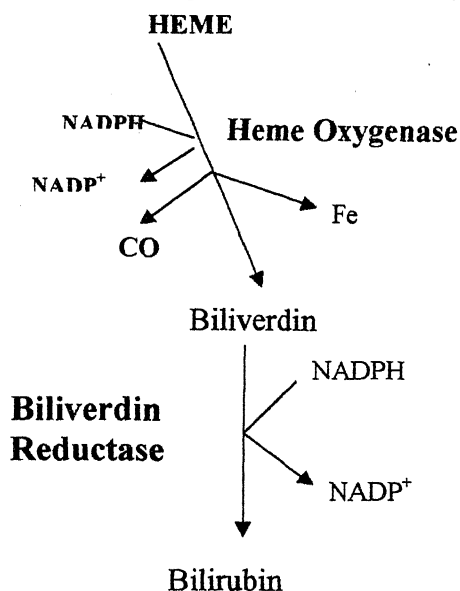 HEME
NADPH
Heme Oxygenase
NADP⁺
Fe
CO
Biliverdin
NADPH
Biliverdin
Reductase
NADP⁺
Bilirubin